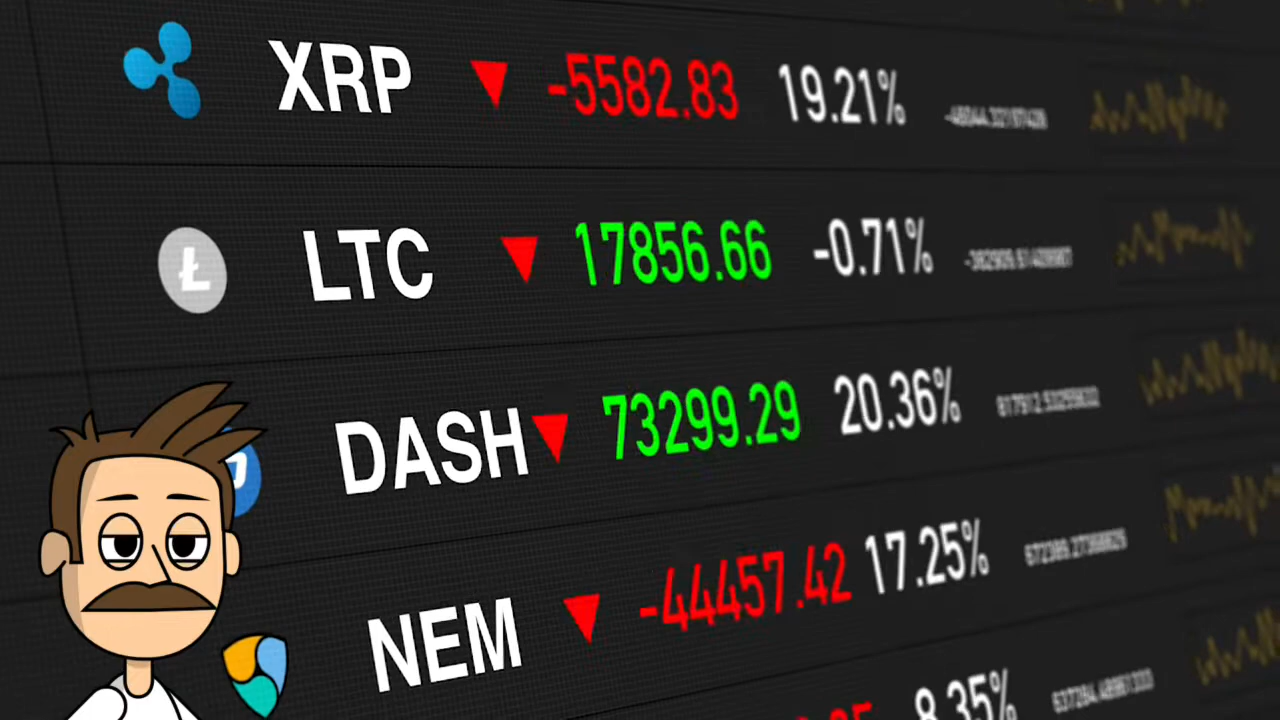 XRP -5582.83 19.21%
Ł LTC 17856.66 -0.71%
DASH 73299.29 20.36%
NEM -44457.42 17.25%
8.35%